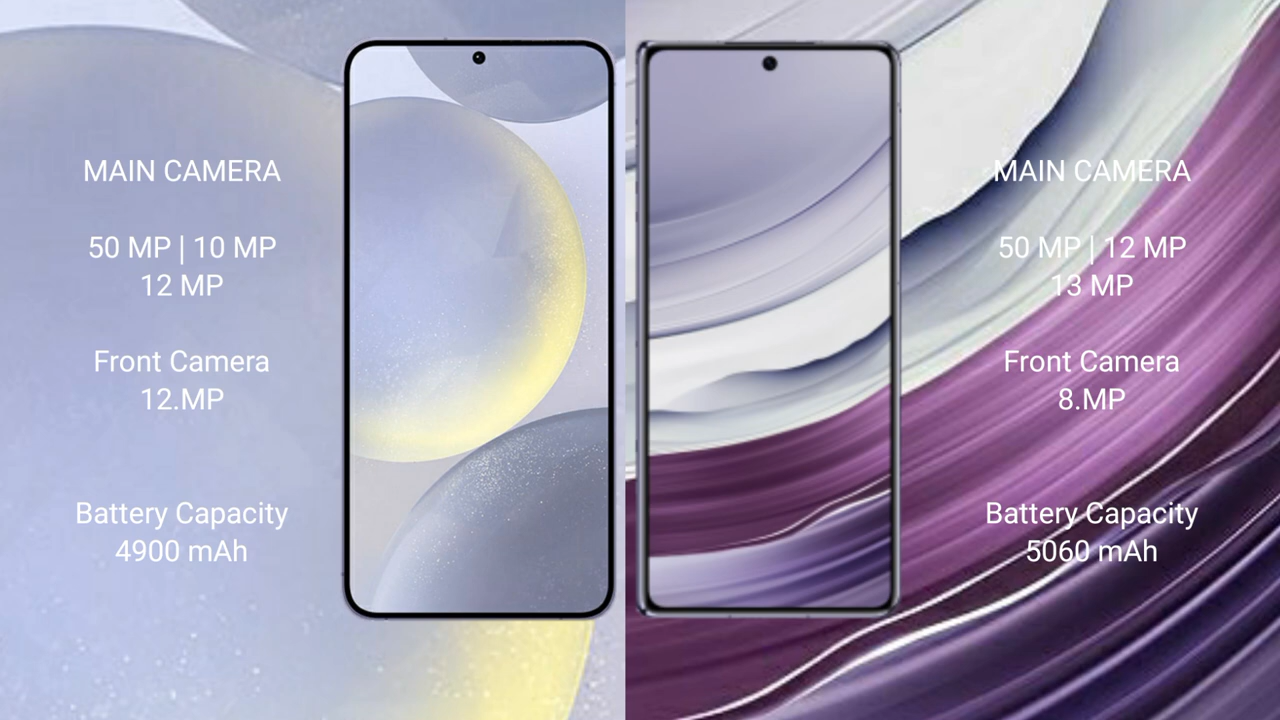 MAIN CAMERA
50 MP | 10 MP
12 MP
Front Camera
12.MP
Battery Capacity
4900 mAh
MAIN CAMERA
50 MP | 12 MP
13 MP
Front Camera
8.MP
Battery Capacity
5060 mAh